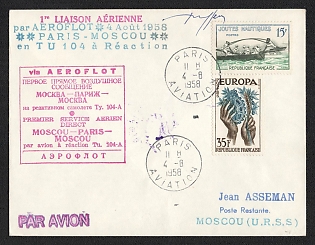 1re LIAISON AÉRIENNE
par AEROFLOT 4 Août 1958
PARIS-MOSCOU
en TU 104 à Réaction
JOUTES NAUTIQUES
15F
REPUBLIQUE FRANÇAISE
PARIS
11 H
4-8
1958
AVIATION
EUROPA
35F
REPUBLIQUE FRANÇAISE
via AEROFLOT
ПЕРВОЕ ПРЯМОЕ ВОЗДУШНОЕ
СООБЩЕНИЕ
МОСКВА — ПАРИЖ —
МОСКВА
на реактивном самолете Ту. 104-А
PREMIER SERVICE AERIEN
DIRECT
MOSCOU — PARIS —
MOSCOU
par avion à réaction Tu. 104-A
АЭРОФЛОТ
PARIS
11 H
4-8
1958
AVIATION
PAR AVION
Jean ASSEMAN
Poste Restante.
MOSCOU (U.R.S.S)